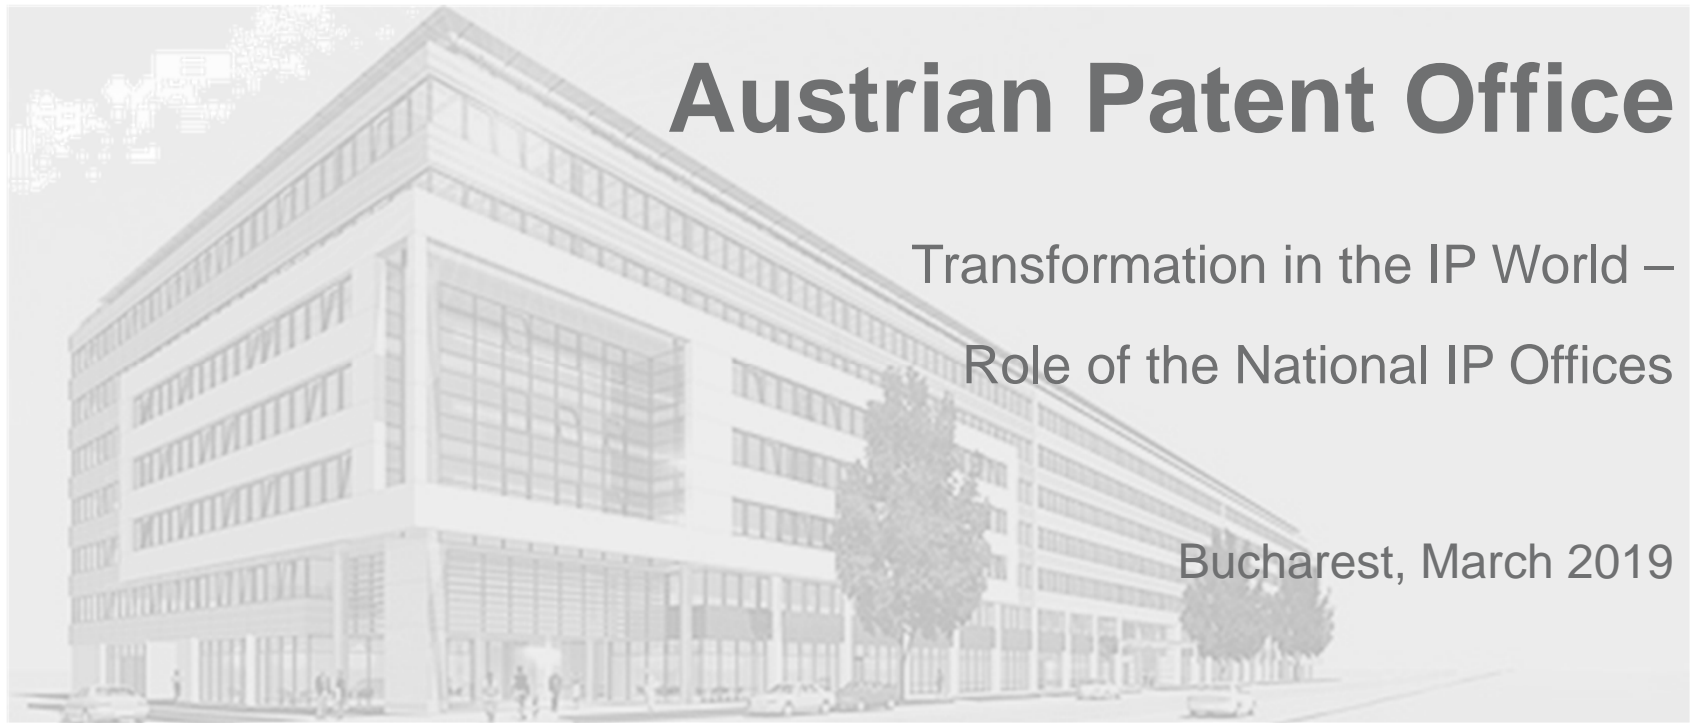 Austrian Patent Office
Transformation in the IP World –
Role of the National IP Offices
Bucharest, March 2019